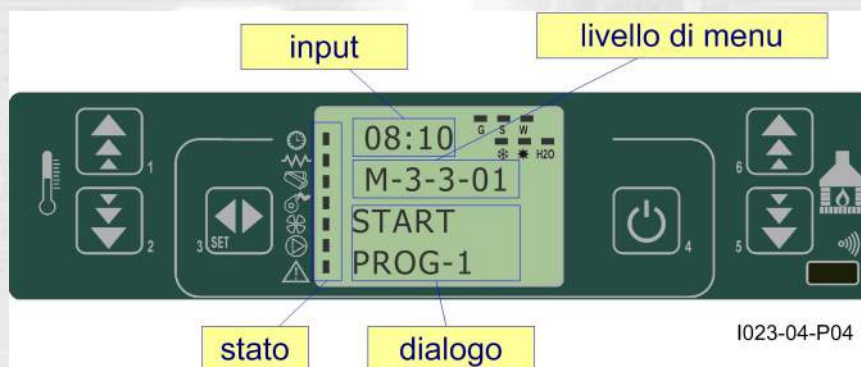 input
livello di menu
08:10
G S W
H2O
M-3-3-01
START
PROG-1
1
2
3 SET
4
6
5
stato
dialogo
I023-04-P04